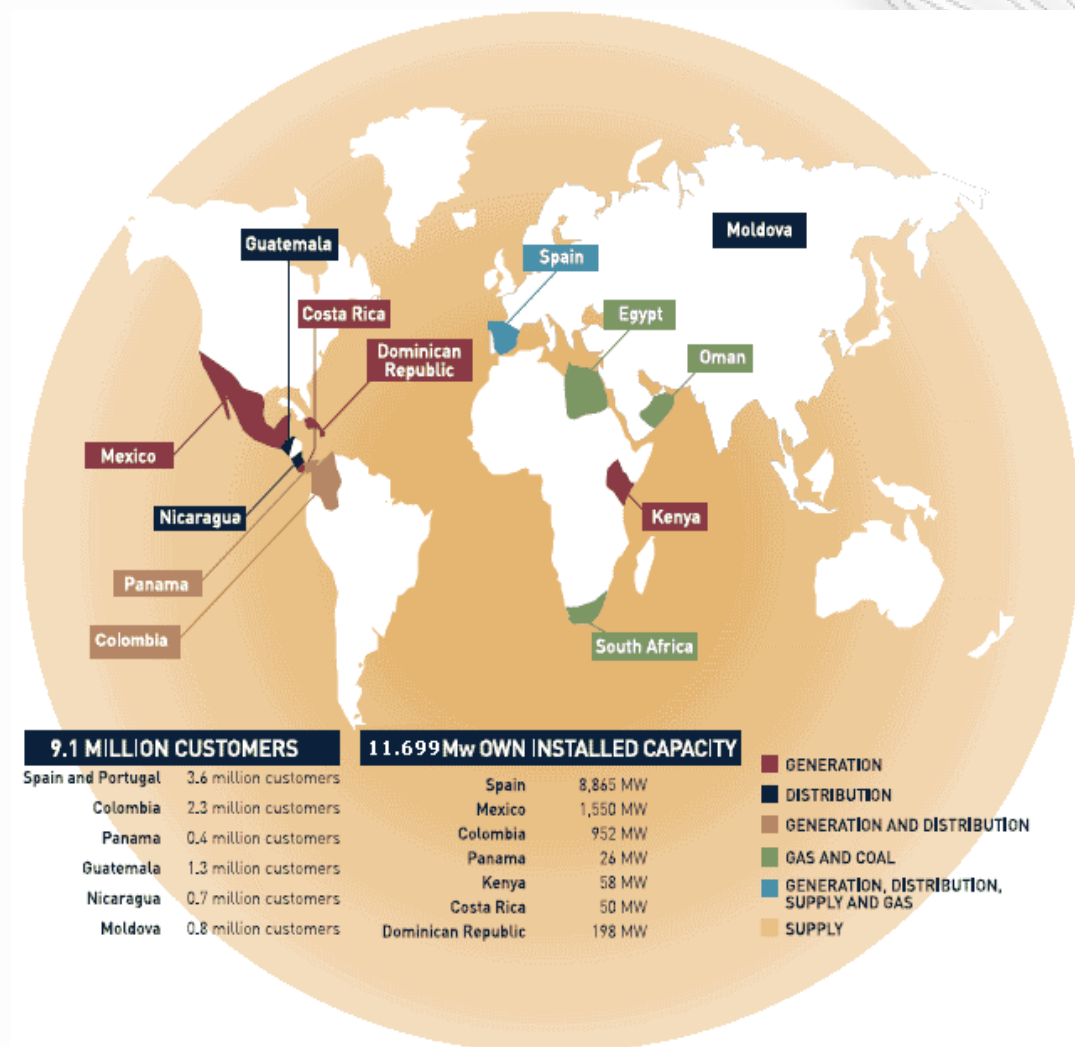 Guatemala
Moldova
Spain
Costa Rica
Egypt
Dominican
Republic
Oman
Mexico
Nicaragua
Kenya
Panama
Colombia
South Africa
9.1 MILLION CUSTOMERS
Spain and Portugal 3.6 million customers
Colombia 2.3 million customers
Panama 0.4 million customers
Guatemala 1.3 million customers
Nicaragua 0.7 million customers
Moldova 0.8 million customers
11.699Mw OWN INSTALLED CAPACITY
Spain 8,865 MW
Mexico 1,550 MW
Colombia 952 MW
Panama 26 MW
Kenya 58 MW
Costa Rica 50 MW
Dominican Republic 198 MW
GENERATION
DISTRIBUTION
GENERATION AND DISTRIBUTION
GAS AND COAL
GENERATION, DISTRIBUTION,
SUPPLY AND GAS
SUPPLY